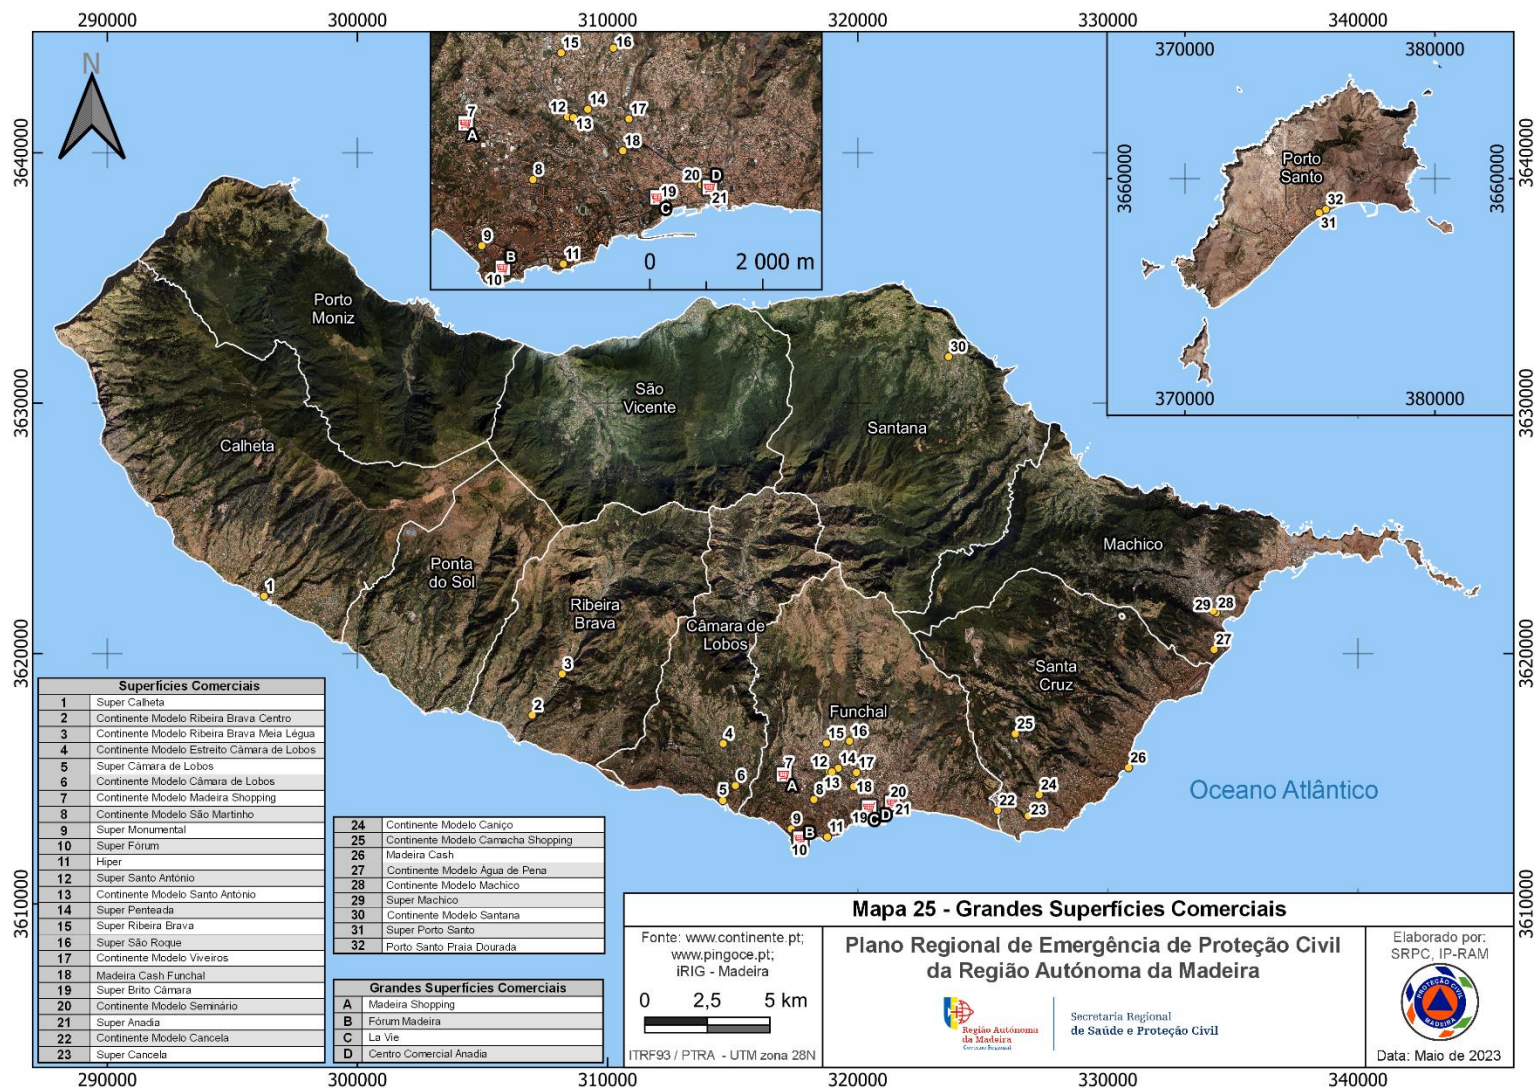 290000
300000
310000
320000
330000
340000
3640000
3630000
3620000
3610000
N
15
16
7
A
12
14
13
17
18
8
20
D
19
21
C
9
B
10
11
0
2 000 m
370000
380000
3660000
3660000
Porto
Santo
32
31
370000
380000
3640000
3630000
3620000
3610000
Porto
Moniz
São
Vicente
30
Santana
Calheta
Machico
Ponta
do Sol
Ribeira
Brava
Câmara de
Lobos
Santa
Cruz
Funchal
1
2
3
4
5
6
7
A
8
9
B
10
11
12
13
14
15
16
17
18
19
C
20
D
21
22
23
24
25
26
27
28
29
Oceano Atlântico
Superfícies Comerciais
1 Super Calheta
2 Continente Modelo Ribeira Brava Centro
3 Continente Modelo Ribeira Brava Meia Légua
4 Continente Modelo Estreito Câmara de Lobos
5 Super Câmara de Lobos
6 Continente Modelo Câmara de Lobos
7 Continente Modelo Madeira Shopping
8 Continente Modelo São Martinho
9 Super Monumental
10 Super Fórum
11 Hiper
12 Super Santo António
13 Continente Modelo Santo António
14 Super Penteada
15 Super Ribeira Brava
16 Super São Roque
17 Continente Modelo Viveiros
18 Madeira Cash Funchal
19 Super Brito Câmara
20 Continente Modelo Seminário
21 Super Anadia
22 Continente Modelo Cancela
23 Super Cancela
24 Continente Modelo Caniço
25 Continente Modelo Camacha Shopping
26 Madeira Cash
27 Continente Modelo Água de Pena
28 Continente Modelo Machico
29 Super Machico
30 Continente Modelo Santana
31 Super Porto Santo
32 Porto Santo Praia Dourada
Grandes Superfícies Comerciais
A Madeira Shopping
B Fórum Madeira
C La Vie
D Centro Comercial Anadia
Mapa 25 - Grandes Superfícies Comerciais
Fonte: www.continente.pt;
www.pingoce.pt;
iRIG - Madeira
0 2,5 5 km
ITRF93 / PTRA - UTM zona 28N
Plano Regional de Emergência de Proteção Civil
da Região Autónoma da Madeira
Região Autónoma
da Madeira
Governo Regional
Secretaria Regional
de Saúde e Proteção Civil
Elaborado por:
SRPC, IP-RAM
PROTEÇÃO CIVIL
MADEIRA
Data: Maio de 2023
290000
300000
310000
320000
330000
340000